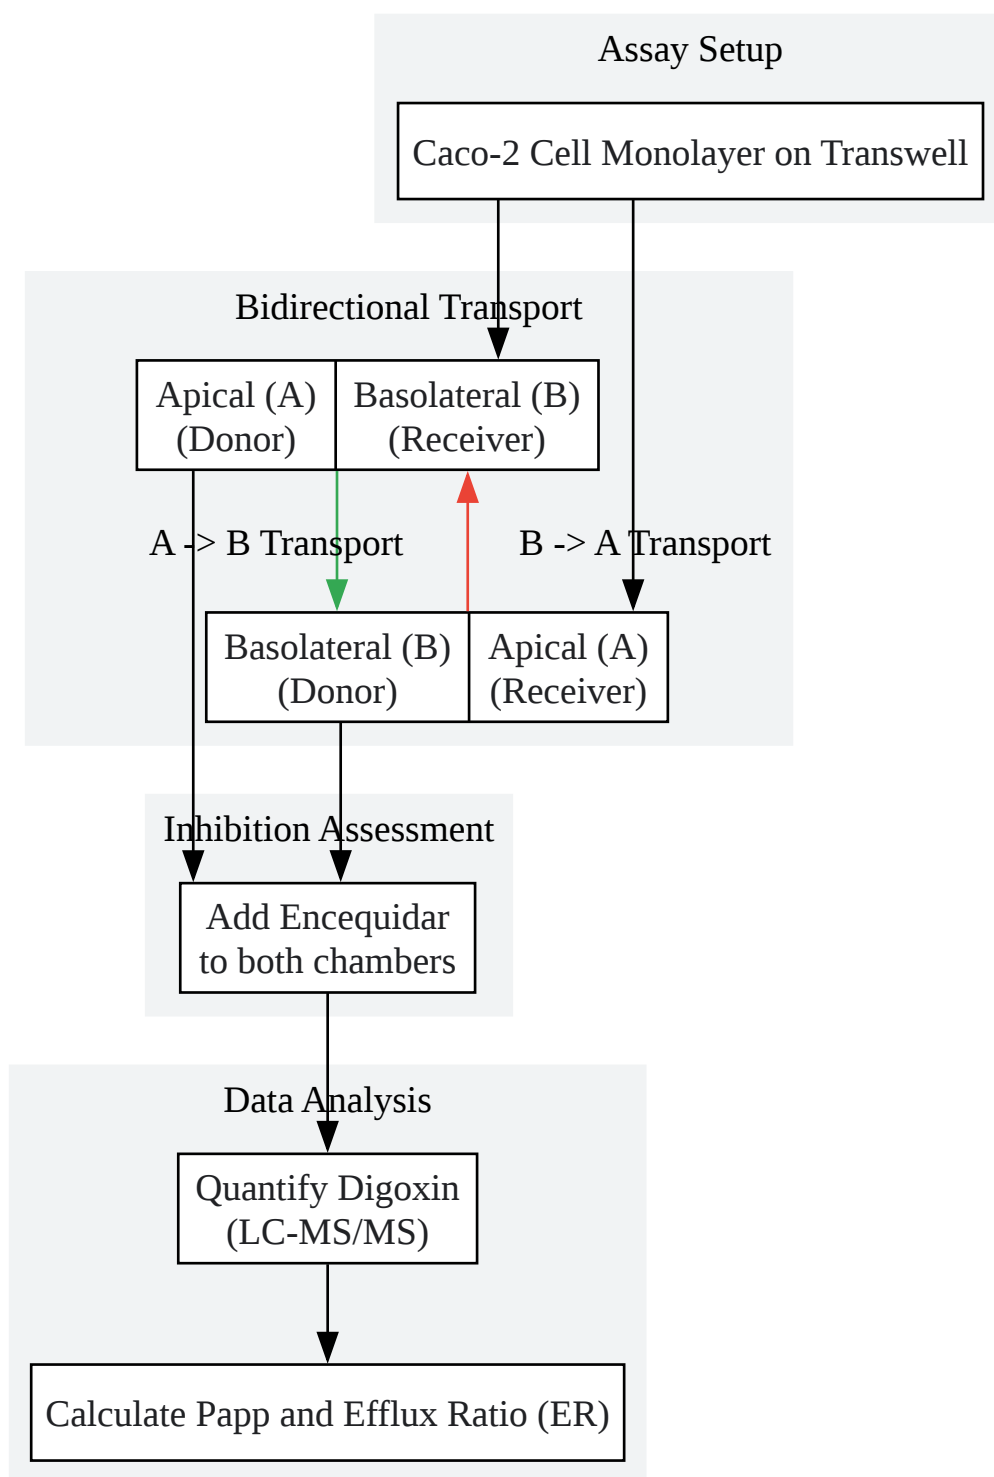 Assay Setup
Caco-2 Cell Monolayer on Transwell
Bidirectional Transport
Apical (A)
(Donor)
Basolateral (B)
(Receiver)
A -> B Transport
B -> A Transport
Basolateral (B)
(Donor)
Apical (A)
(Receiver)
Inhibition Assessment
Add Encequidar
to both chambers
Data Analysis
Quantify Digoxin
(LC-MS/MS)
Calculate Papp and Efflux Ratio (ER)